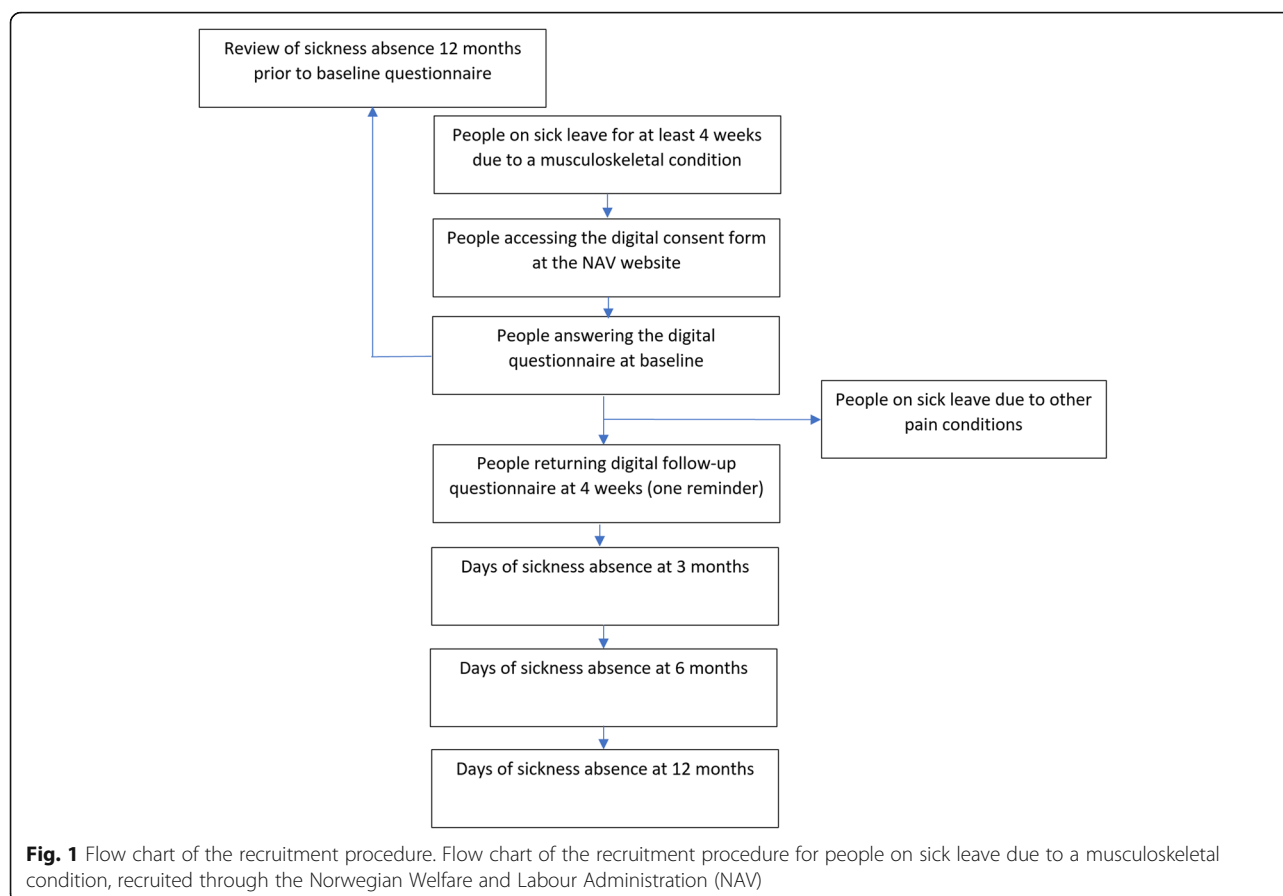 Review of sickness absence 12 months
prior to baseline questionnaire
People on sick leave for at least 4 weeks
due to a musculoskeletal condition
People accessing the digital consent form
at the NAV website
People answering the digital
questionnaire at baseline
People on sick leave due to other
pain conditions
People returning digital follow-up
questionnaire at 4 weeks (one reminder)
Days of sickness absence at 3 months
Days of sickness absence at 6 months
Days of sickness absence at 12 months
Fig. 1 Flow chart of the recruitment procedure. Flow chart of the recruitment procedure for people on sick leave due to a musculoskeletal
condition, recruited through the Norwegian Welfare and Labour Administration (NAV)